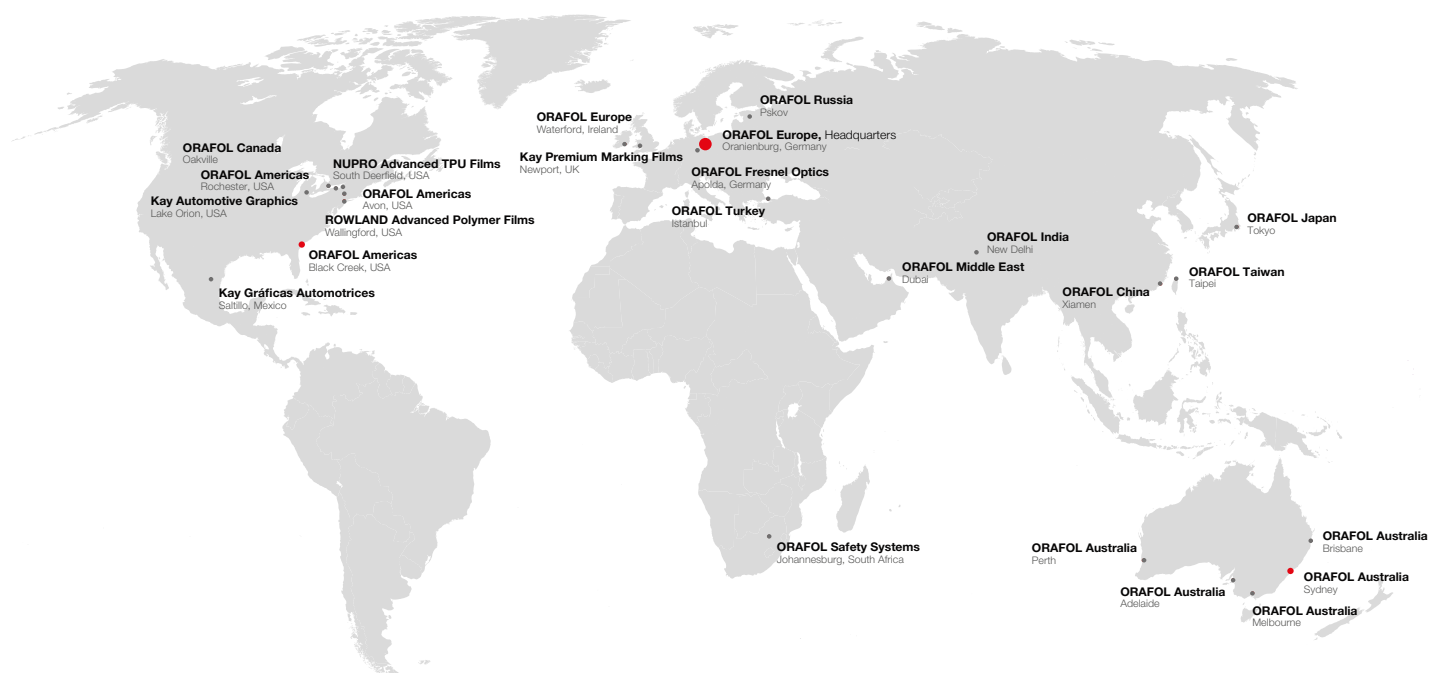 ORAFOL Russia
Pskov
ORAFOL Europe
Waterford, Ireland
ORAFOL Europe, Headquarters
Oranienburg, Germany
Kay Premium Marking Films
Newport, UK
ORAFOL Fresnel Optics
Apolda, Germany
ORAFOL Turkey
Istanbul
ORAFOL Canada
Oakville
NUPRO Advanced TPU Films
South Deerfield, USA
ORAFOL Americas
Rochester, USA
ORAFOL Americas
Avon, USA
Kay Automotive Graphics
Lake Orion, USA
ROWLAND Advanced Polymer Films
Wallingford, USA
ORAFOL Americas
Black Creek, USA
Kay Gráficas Automotrices
Saltillo, Mexico
ORAFOL Japan
Tokyo
ORAFOL India
New Delhi
ORAFOL Middle East
Dubai
ORAFOL Taiwan
Taipei
ORAFOL China
Xiamen
ORAFOL Safety Systems
Johannesburg, South Africa
ORAFOL Australia
Perth
ORAFOL Australia
Brisbane
ORAFOL Australia
Sydney
ORAFOL Australia
Adelaide
ORAFOL Australia
Melbourne